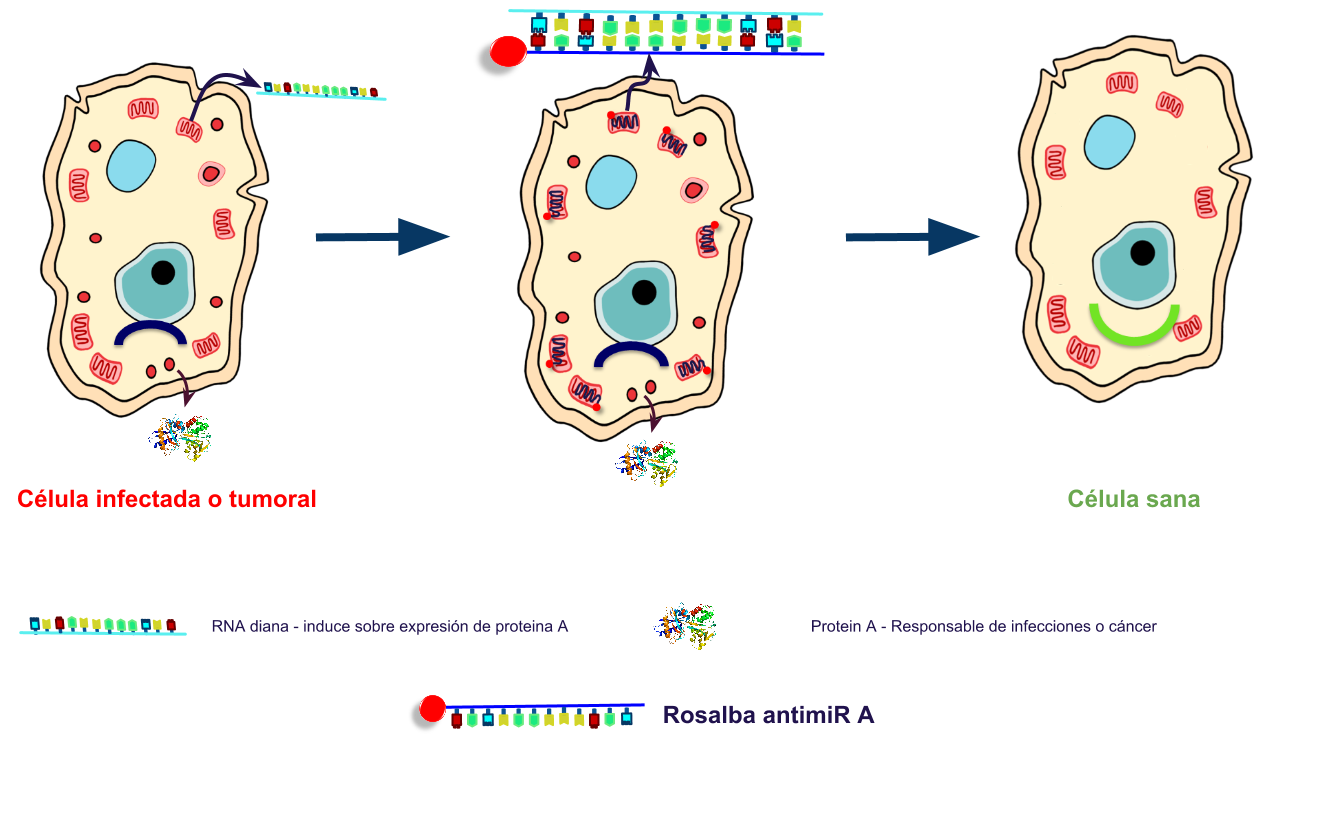 Célula infectada o tumoral
Célula sana
RNA diana - induce sobre expresión de proteina A
Protein A - Responsable de infecciones o cáncer
Rosalba antimiR A